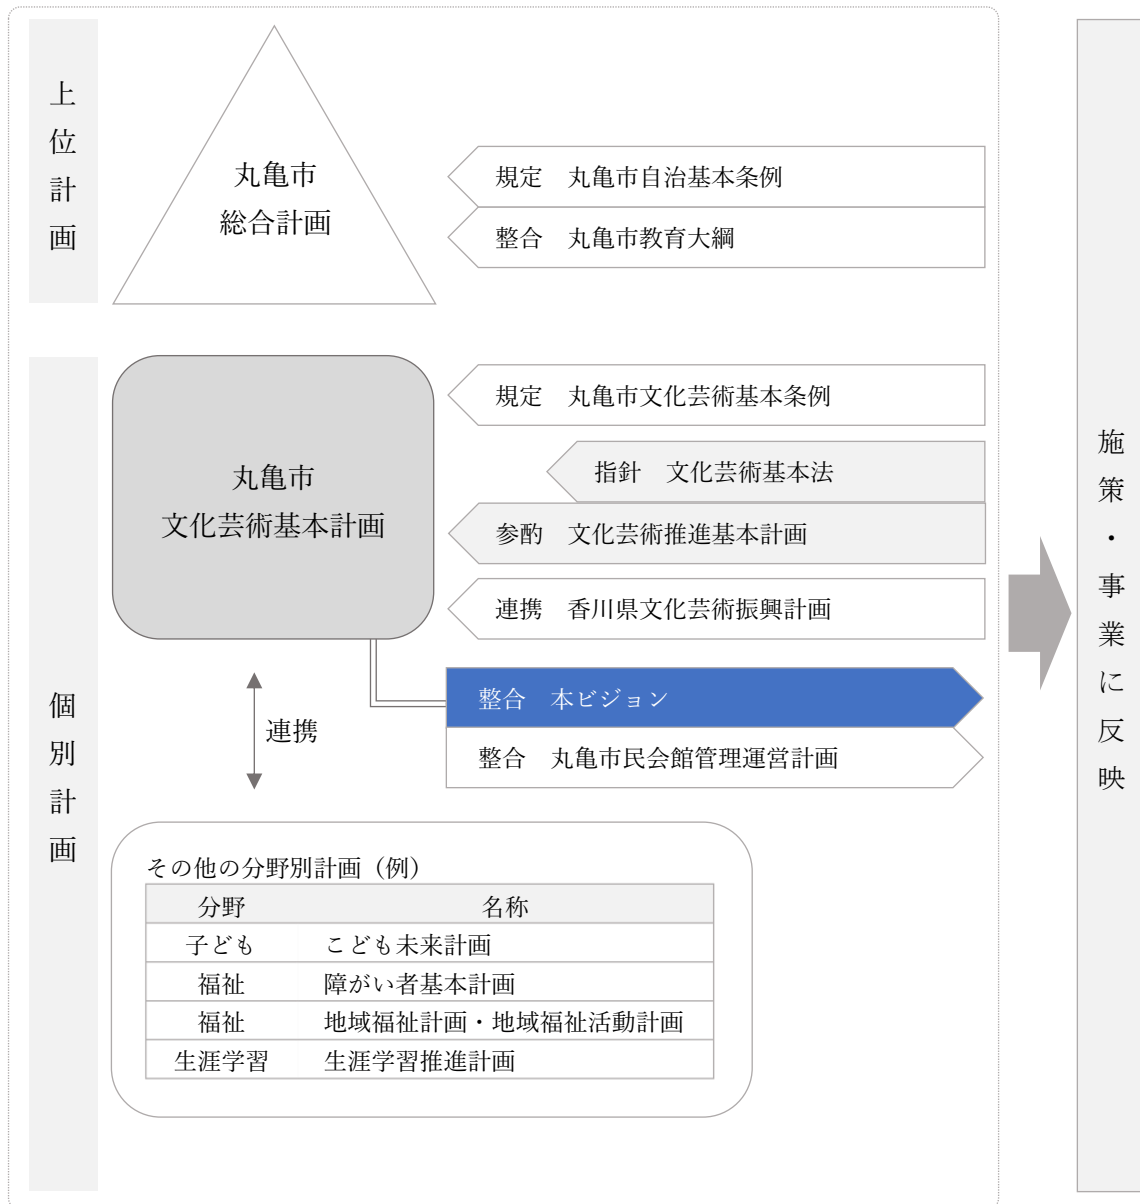 上位計画
丸亀市
総合計画
規定　丸亀市自治基本条例
整合　丸亀市教育大綱
個別計画
丸亀市
文化芸術基本計画
規定　丸亀市文化芸術基本条例
指針　文化芸術基本法
参酌　文化芸術推進基本計画
連携　香川県文化芸術振興計画
整合　本ビジョン
整合　丸亀市民会館管理運営計画
連携
その他の分野別計画（例）
分野　名称
子ども　こども未来計画
福祉　障がい者基本計画
福祉　地域福祉計画・地域福祉活動計画
生涯学習　生涯学習推進計画
施策・事業に反映